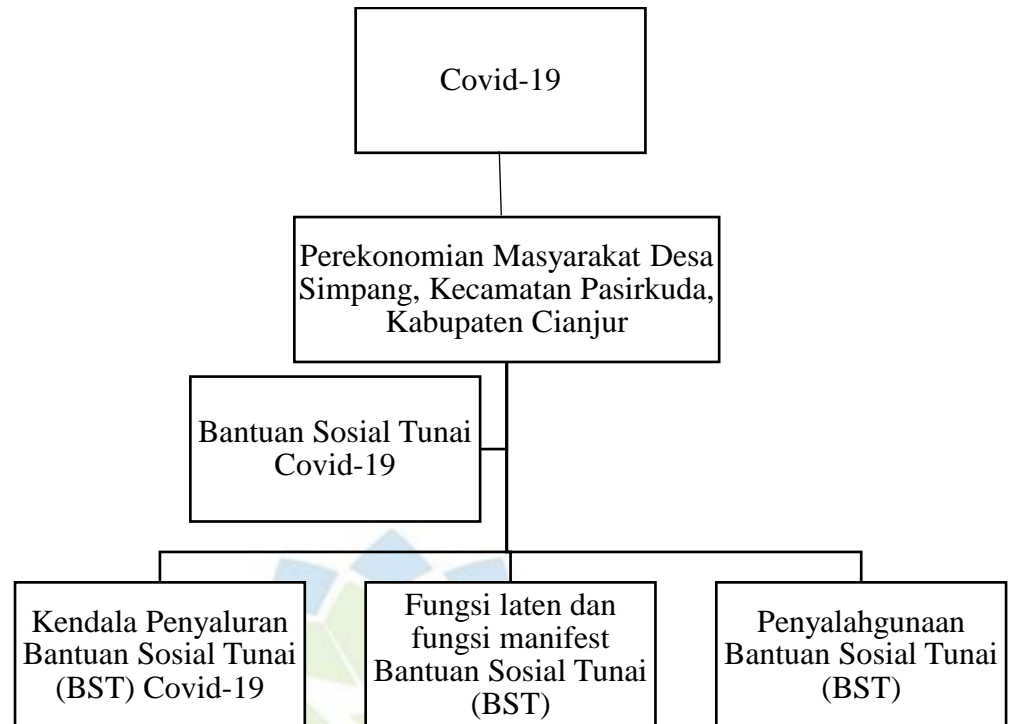 Covid-19
Perekonomian Masyarakat Desa
Simpang, Kecamatan Pasirkuda,
Kabupaten Cianjur
Bantuan Sosial Tunai
Covid-19
Kendala Penyaluran
Bantuan Sosial Tunai
(BST) Covid-19
Fungsi laten dan
fungsi manifest
Bantuan Sosial Tunai
(BST)
Penyalahgunaan
Bantuan Sosial Tunai
(BST)